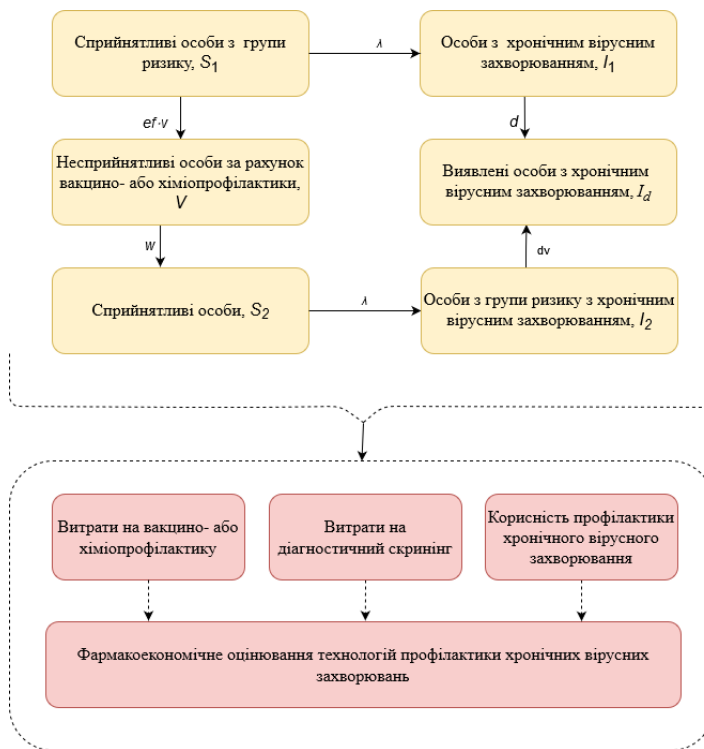 Сприйнятливі особи з групи
ризику, S1
λ
Особи з хронічним вірусним
захворюванням, I1
ef·v
d
Несприйнятливі особи за рахунок
вакцино- або хіміопрофілактики,
V
Виявлені особи з хронічним
вірусним захворюванням, Id
w
dv
Сприйнятливі особи, S2
λ
Особи з групи ризику з хронічним
вірусним захворюванням, I2
Витрати на вакцино- або
хіміопрофілактику
Витрати на
діагностичний скринінг
Корисність профілактики
хронічного вірусного
захворювання
Фармакоекономічне оцінювання технологій профілактики хронічних вірусних
захворювань